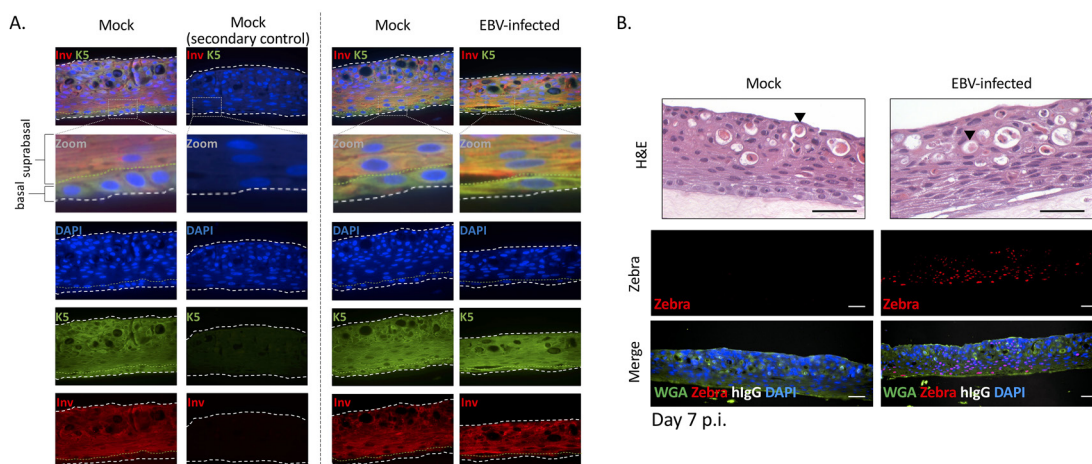 A.
Mock
Mock
(secondary control)
Mock
EBV-infected
Inv K5
Inv K5
Inv K5
Inv K5
suprabasal
basal
Zoom
Zoom
Zoom
Zoom
DAPI
DAPI
DAPI
DAPI
K5
K5
K5
K5
Inv
Inv
Inv
Inv
B.
Mock
EBV-infected
H&E
Zebra
Zebra
Zebra
Merge
WGA Zebra hIgG DAPI
WGA Zebra hIgG DAPI
Day 7 p.i.